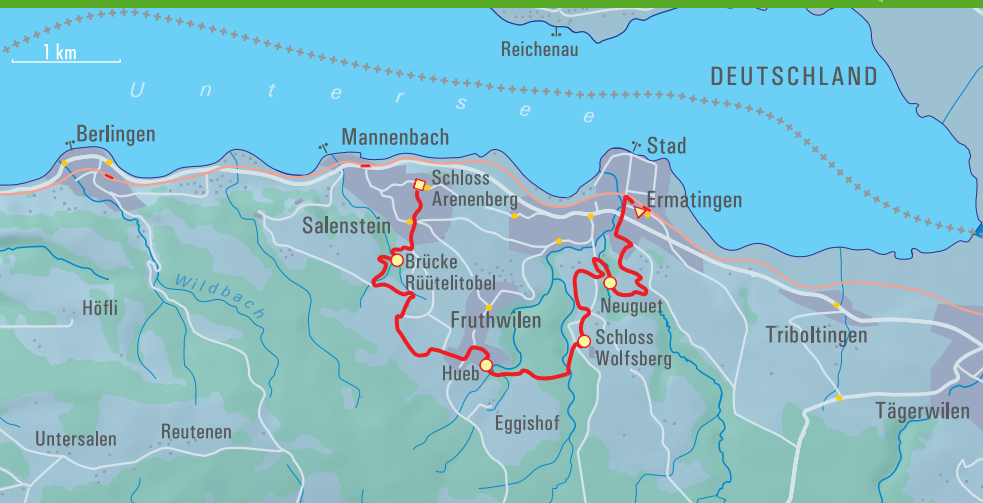 1 km
Reichenau
DEUTSCHLAND
Untersee
Berlingen
Mannenbach
Stad
Schloss
Arenenberg
Ermatingen
Salenstein
Brücke
Rüütelitobel
Wildbach
Höfli
Neuguet
Fruthwilen
Triboltingen
Schloss
Wolfsberg
Hueb
Tägerwilen
Eggishof
Reutenen
Untersalen